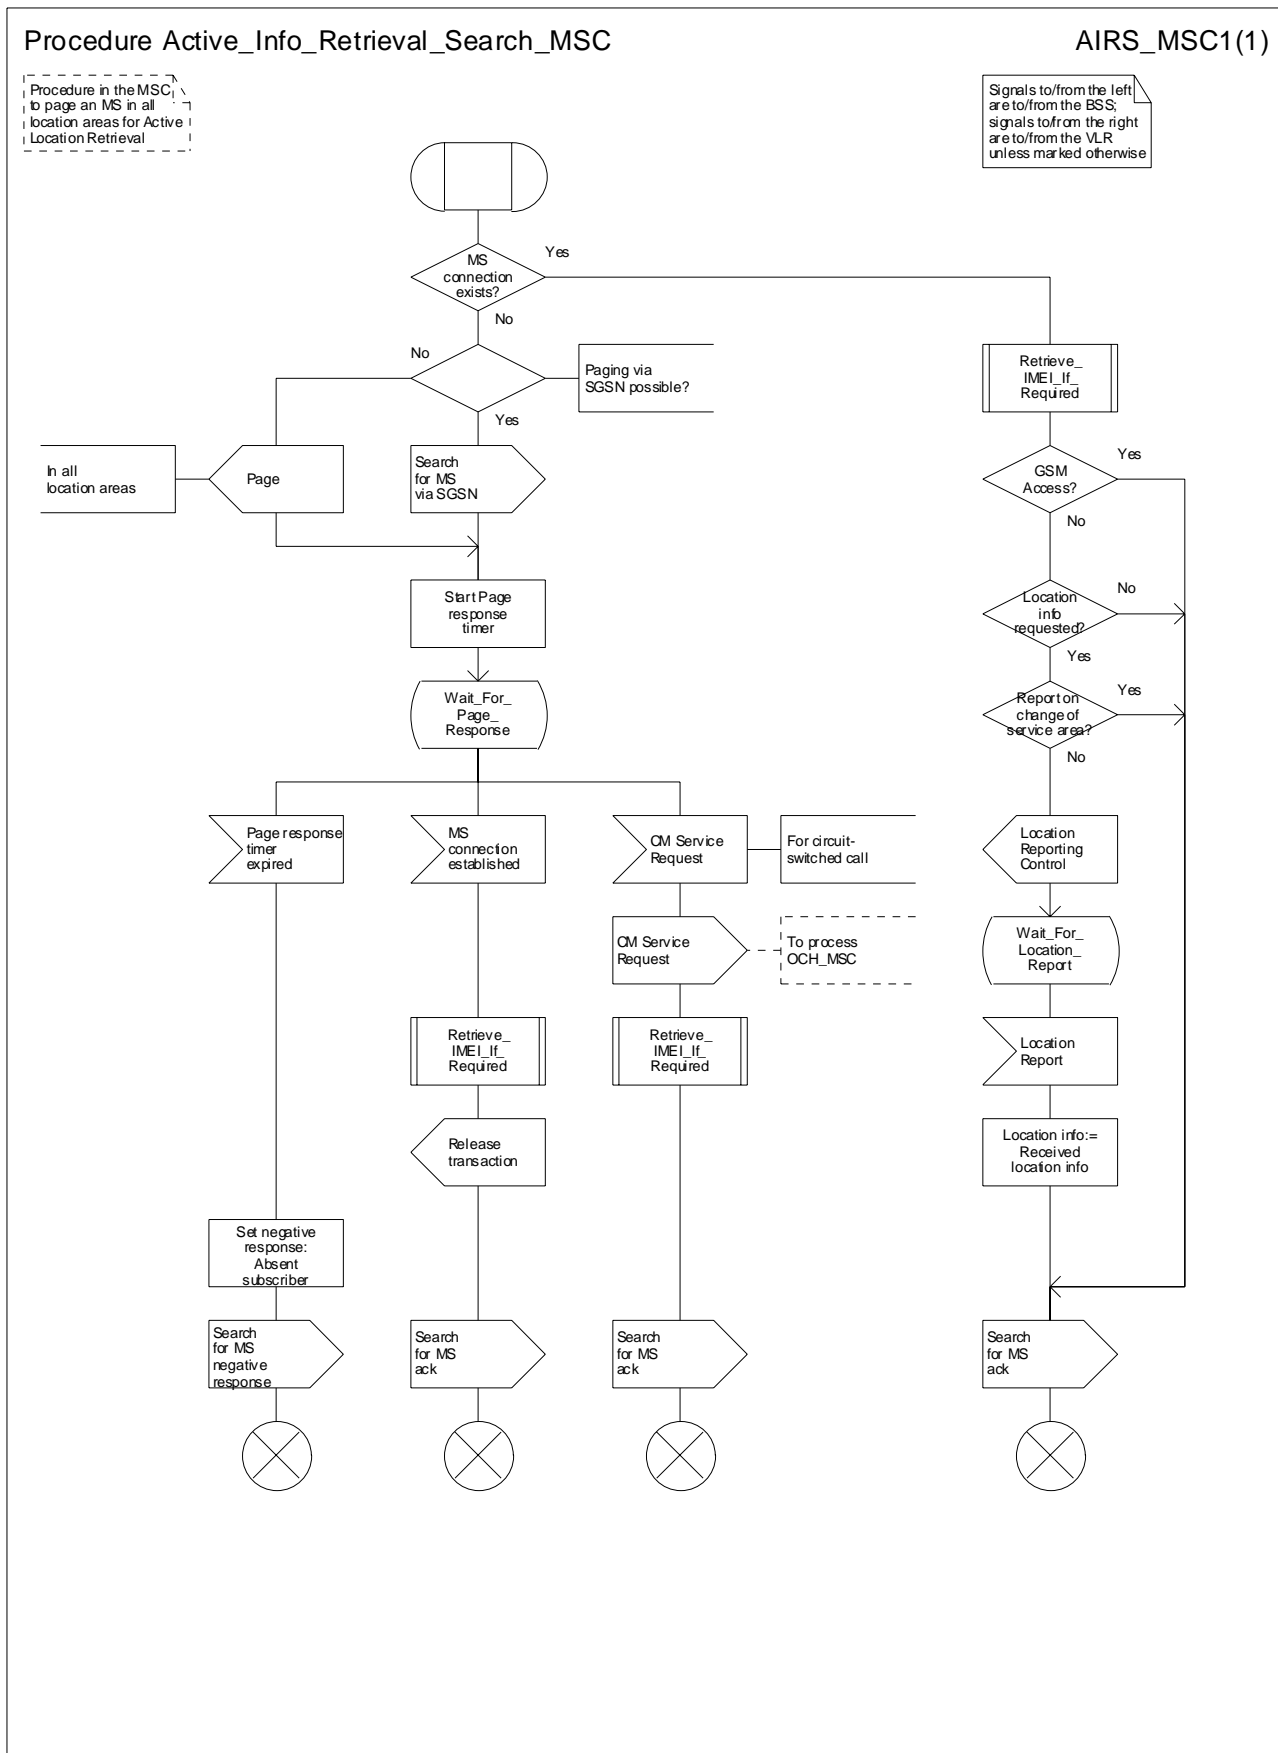 Procedure Active_Info_Retrieval_Search_MSC
AIRS_MSC1(1)
Procedure in the MSC
to page an MS in all
location areas for Active
Location Retrieval
Signals to/from the left
are to/from the BSS;
signals to/from the right
are to/from the VLR
unless marked otherwise
MS
connection
exists?
Yes
No
No
Paging via
SGSN possible?
Yes
Retrieve_
IMEI_If_
Required
In all
location areas
Page
Search
for MS
via SGSN
GSM
Access?
Yes
No
Start Page
response
timer
Location
info
requested?
No
Yes
Wait_For_
Page_
Response
Report on
change of
service area?
Yes
No
Page response
timer
expired
MS
connection
established
CM Service
Request
For circuit-
switched call
Location
Reporting
Control
CM Service
Request
To process
OCH_MSC
Wait_For_
Location_
Report
Retrieve_
IMEI_If_
Required
Retrieve_
IMEI_If_
Required
Location
Report
Release
transaction
Location info:=
Received
location info
Set negative
response:
Absent
subscriber
Search
for MS
negative
response
Search
for MS
ack
Search
for MS
ack
Search
for MS
ack